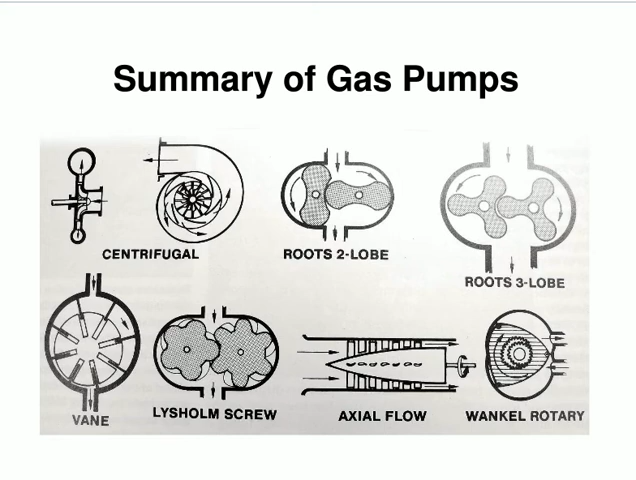 Summary of Gas Pumps
CENTRIFUGAL
ROOTS 2-LOBE
ROOTS 3-LOBE
VANE
LYSHOLM SCREW
AXIAL FLOW
WANKEL ROTARY